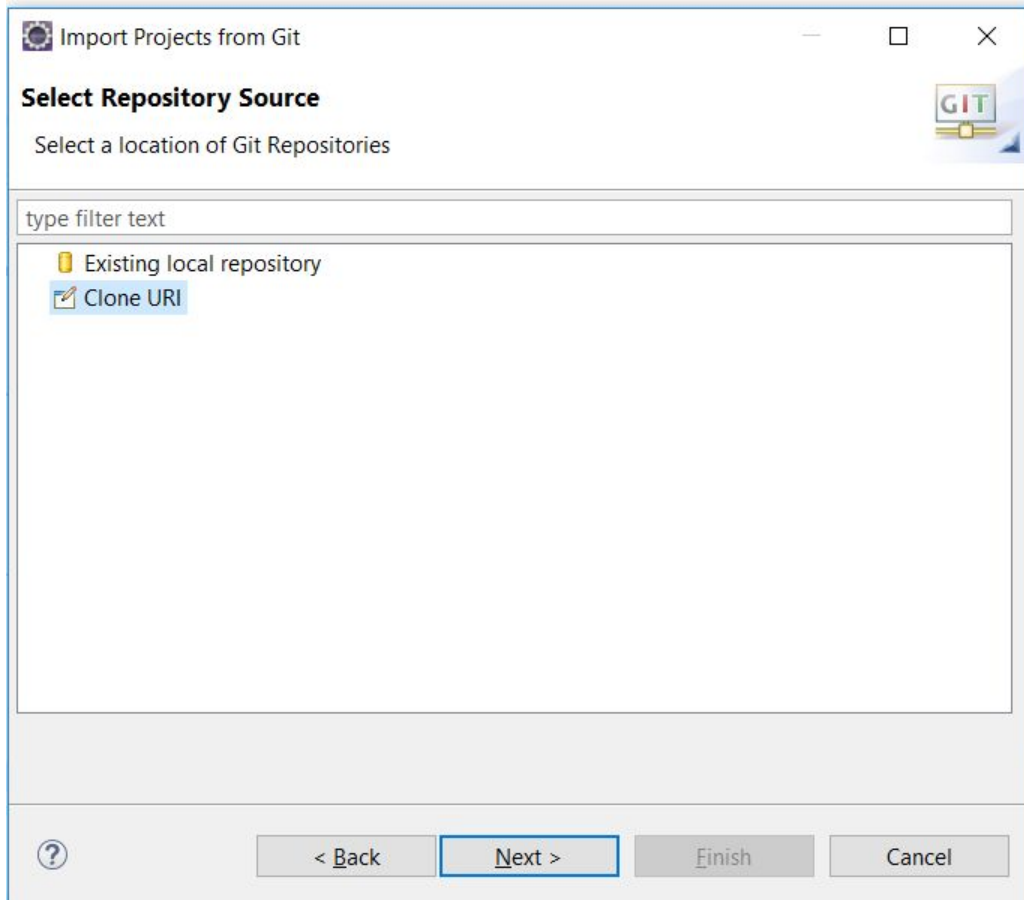 Import Projects from Git
Select Repository Source
GIT
Select a location of Git Repositories
type filter text
Existing local repository
Clone URI
? < Back Next > Finish Cancel